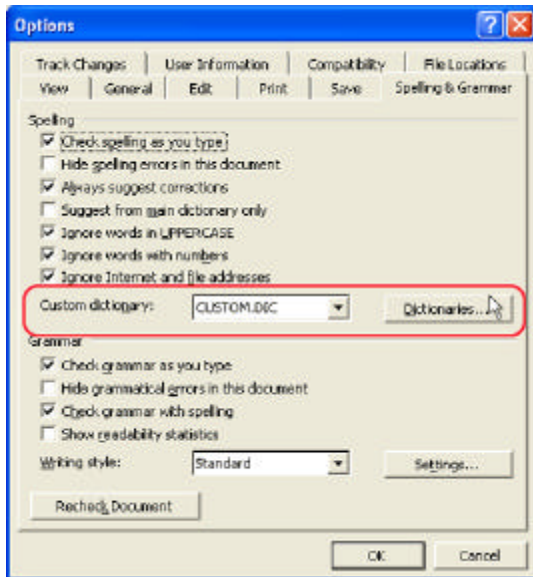 Options
Track Changes User Information Compatibility File Locations
View General Edit Print Save Spelling & Grammar
Spelling
Check spelling as you type
Hide spelling errors in this document
Always suggest corrections
Suggest from main dictionary only
Ignore words in UPPERCASE
Ignore words with numbers
Ignore Internet and file addresses
Custom dictionary: CUSTOM.DIC Dictionaries...
Grammar
Check grammar as you type
Hide grammatical errors in this document
Check grammar with spelling
Show readability statistics
Writing style: Standard Settings...
Recheck Document
OK Cancel